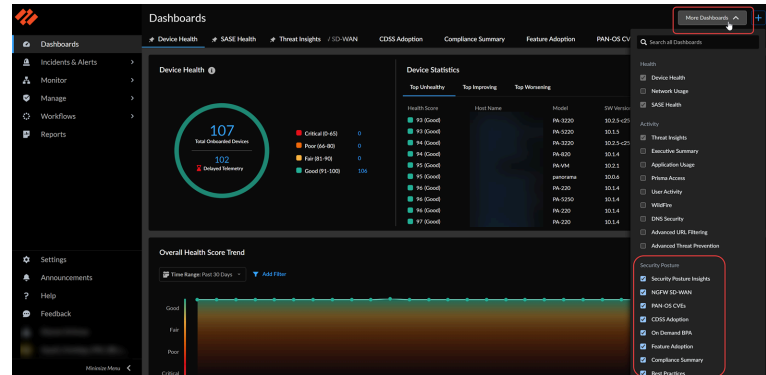 Dashboards
More Dashboards
Dashboards
Incidents & Alerts
Monitor
Manage
Workflows
Reports
Settings
Announcements
Help
Feedback
Minimize Menu
Device Health
SASE Health
Threat Insights / SD-WAN
CDSS Adoption
Compliance Summary
Feature Adoption
PAN-OS CV
Device Health
107
Total Onboarded Devices
102
Delayed Telemetry
Critical (0-65) 0
Poor (66-80) 0
Fair (81-90) 0
Good (91-100) 106
Device Statistics
Top Unhealthy Top Improving Top Worsening
Health Score Host Name Model SW Versio
93 (Good) PA-3220 10.2.5-c25
93 (Good) PA-5220 10.1.5
94 (Good) PA-3220 10.2.5-c25
94 (Good) PA-820 10.1.4
95 (Good) PA-VM 10.2.1
95 (Good) panorama 10.0.6
96 (Good) PA-220 10.1.4
96 (Good) PA-5250 10.1.4
96 (Good) PA-220 10.1.4
97 (Good) PA-220 10.1.4
Overall Health Score Trend
Time Range: Past 30 Days
Add Filter
Good
Fair
Poor
Critical
Search all Dashboards
Health
Device Health
Network Usage
SASE Health
Activity
Threat Insights
Executive Summary
Application Usage
Prisma Access
User Activity
WildFire
DNS Security
Advanced URL Filtering
Advanced Threat Prevention
Security Posture
Security Posture Insights
NGFW SD-WAN
PAN-OS CVEs
CDSS Adoption
On Demand BPA
Feature Adoption
Compliance Summary
Best Practices